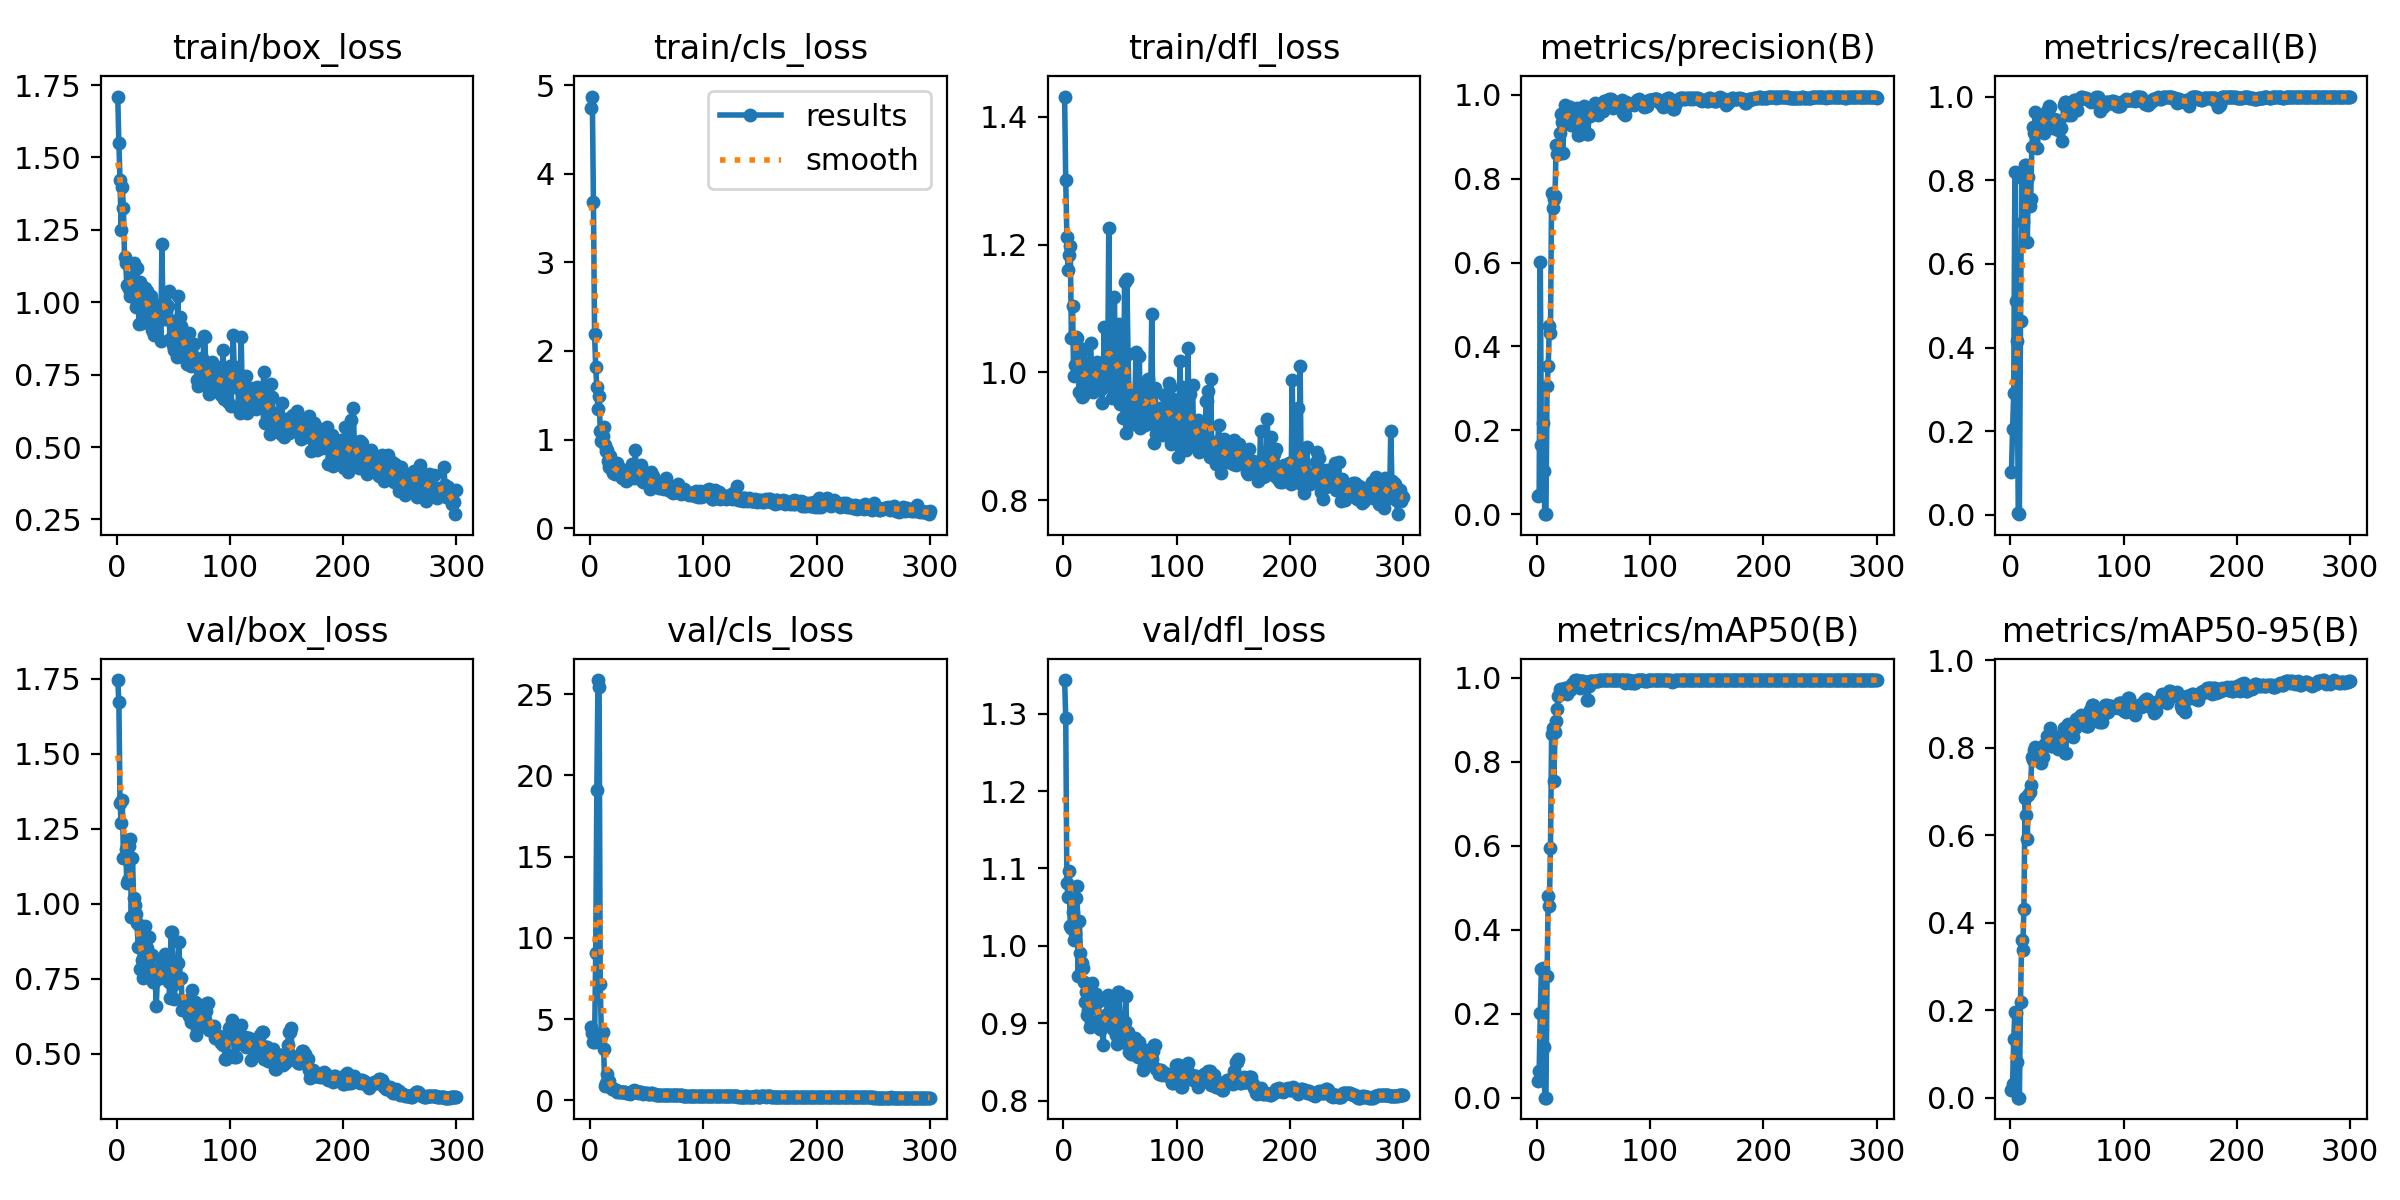 train/box_loss
1.75
1.50
1.25
1.00
0.75
0.50
0.25
0 100 200 300
train/cls_loss
results
smooth
5
4
3
2
1
0
0 100 200 300
train/dfl_loss
1.4
1.2
1.0
0.8
0 100 200 300
metrics/precision(B)
1.0
0.8
0.6
0.4
0.2
0.0
0 100 200 300
metrics/recall(B)
1.0
0.8
0.6
0.4
0.2
0.0
0 100 200 300
val/box_loss
1.75
1.50
1.25
1.00
0.75
0.50
0 100 200 300
val/cls_loss
25
20
15
10
5
0
0 100 200 300
val/dfl_loss
1.3
1.2
1.1
1.0
0.9
0.8
0 100 200 300
metrics/mAP50(B)
1.0
0.8
0.6
0.4
0.2
0.0
0 100 200 300
metrics/mAP50-95(B)
1.0
0.8
0.6
0.4
0.2
0.0
0 100 200 300